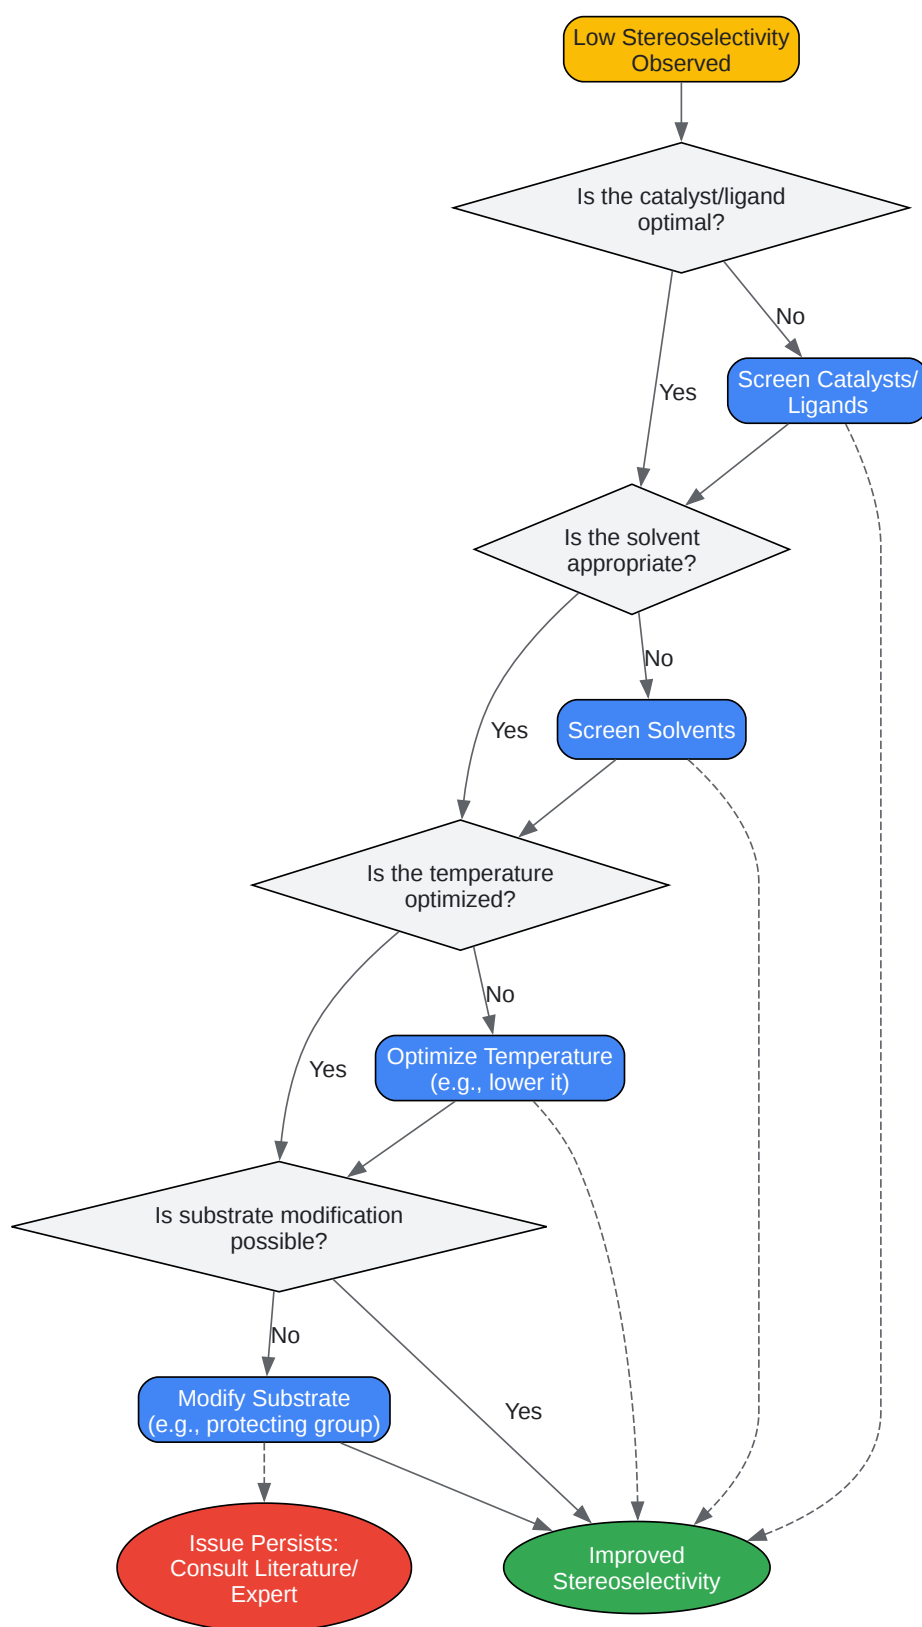 Low Stereoselectivity
Observed
Is the catalyst/ligand
optimal?
No
Screen Catalysts/
Ligands
Yes
Is the solvent
appropriate?
No
Screen Solvents
Yes
Is the temperature
optimized?
No
Optimize Temperature
(e.g., lower it)
Yes
Is substrate modification
possible?
No
Modify Substrate
(e.g., protecting group)
Yes
Issue Persists:
Consult Literature/
Expert
Improved
Stereoselectivity